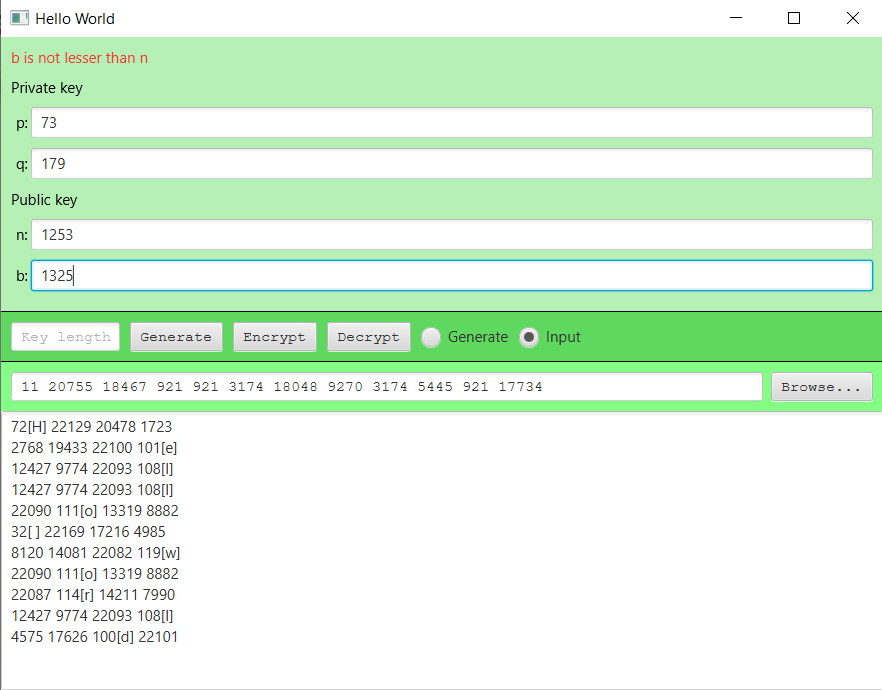 Hello World
b is not lesser than n
Private key
p: 73
q: 179
Public key
n: 1253
b: 1325
Key length Generate Encrypt Decrypt Generate Input
11 20755 18467 921 921 3174 18048 9270 3174 5445 921 17734 Browse...
72[H] 22129 20478 1723
2768 19433 22100 101[e]
12427 9774 22093 108[l]
12427 9774 22093 108[l]
22090 111[o] 13319 8882
32[ ] 22169 17216 4985
8120 14081 22082 119[w]
22090 111[o] 13319 8882
22087 114[r] 14211 7990
12427 9774 22093 108[l]
4575 17626 100[d] 22101